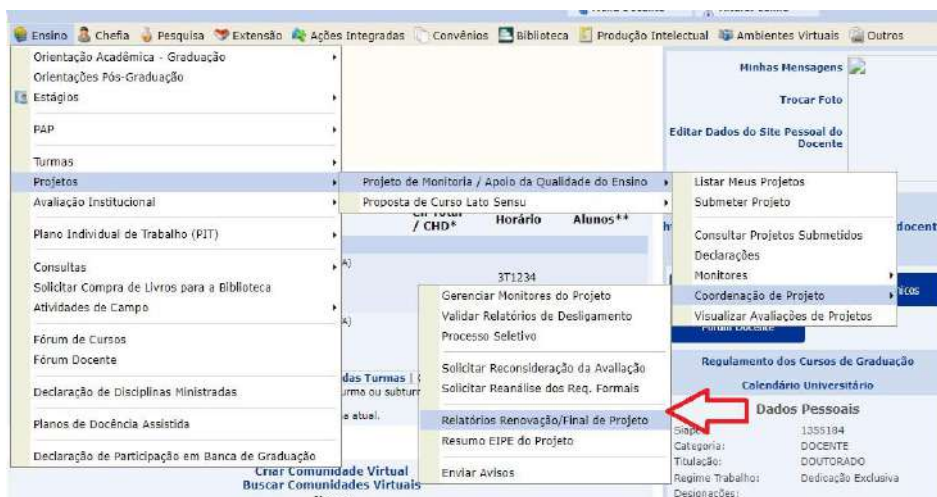 Ensino Chefia Pesquisa Extensão Ações Integradas Convênios Biblioteca Produção Intelectual Ambientes Virtuais Outros
Orientação Acadêmica - Graduação
Orientações Pós-Graduação
Estágios
PAP
Turmas
Projetos
Avaliação Institucional
Plano Individual de Trabalho (PIT)
Consultas
Solicitar Compra de Livros para a Biblioteca
Atividades de Campo
Fórum de Cursos
Fórum Docente
Declaração de Disciplinas Ministradas
Planos de Docência Assistida
Declaração de Participação em Banca de Graduação
Projeto de Monitoria / Apoio da Qualidade do Ensino
Proposta de Curso Lato Sensu
/ CHD*
Horário
Alunos**
3T1234
Listar Meus Projetos
Submeter Projeto
Consultar Projetos Submetidos
Declarações
Monitores
Coordenação de Projeto
Visualizar Avaliações de Projetos
Gerenciar Monitores do Projeto
Validar Relatórios de Desligamento
Processo Seletivo
Solicitar Reconsideração da Avaliação
Solicitar Reanálise dos Req. Formais
Relatórios Renovação/Final de Projeto
Resumo EIPE do Projeto
Enviar Avisos
das Turmas |
a atual.
Criar Comunidade Virtual
Buscar Comunidades Virtuais
Minhas Mensagens
Trocar Foto
Editar Dados do Site Pessoal do
Docente
docent
Fórum Docente
Regulamento dos Cursos de Graduação
Calendário Universitário
Dados Pessoais
1355184
Categoria: DOCENTE
Titulação: DOUTORADO
Regime Trabalho: Dedicação Exclusiva
Designações: